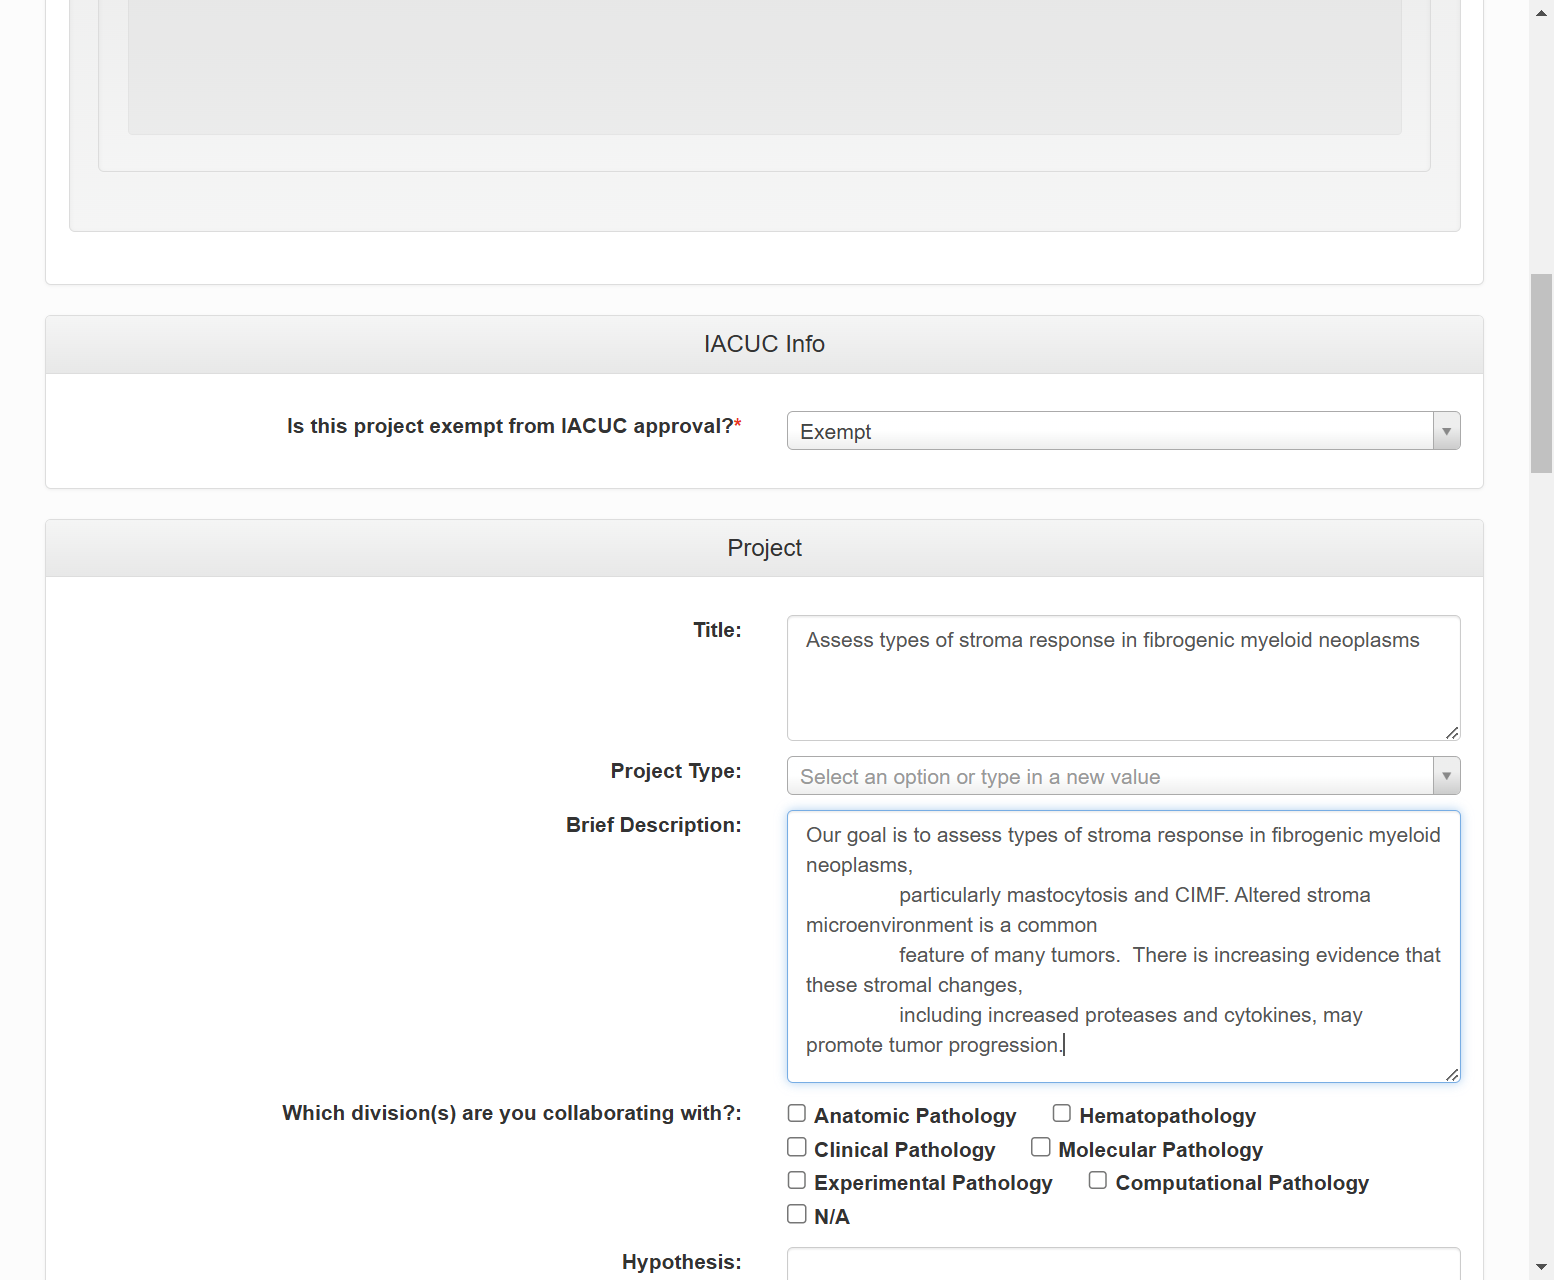 IACUC Info
Is this project exempt from IACUC approval?*
Exempt
Project
Title:
Assess types of stroma response in fibrogenic myeloid neoplasms
Project Type:
Select an option or type in a new value
Brief Description:
Our goal is to assess types of stroma response in fibrogenic myeloid
neoplasms,
particularly mastocytosis and CIMF. Altered stroma
microenvironment is a common
feature of many tumors.  There is increasing evidence that
these stromal changes,
including increased proteases and cytokines, may
promote tumor progression.
Which division(s) are you collaborating with?:
Anatomic Pathology Hematopathology
Clinical Pathology Molecular Pathology
Experimental Pathology Computational Pathology
N/A
Hypothesis: